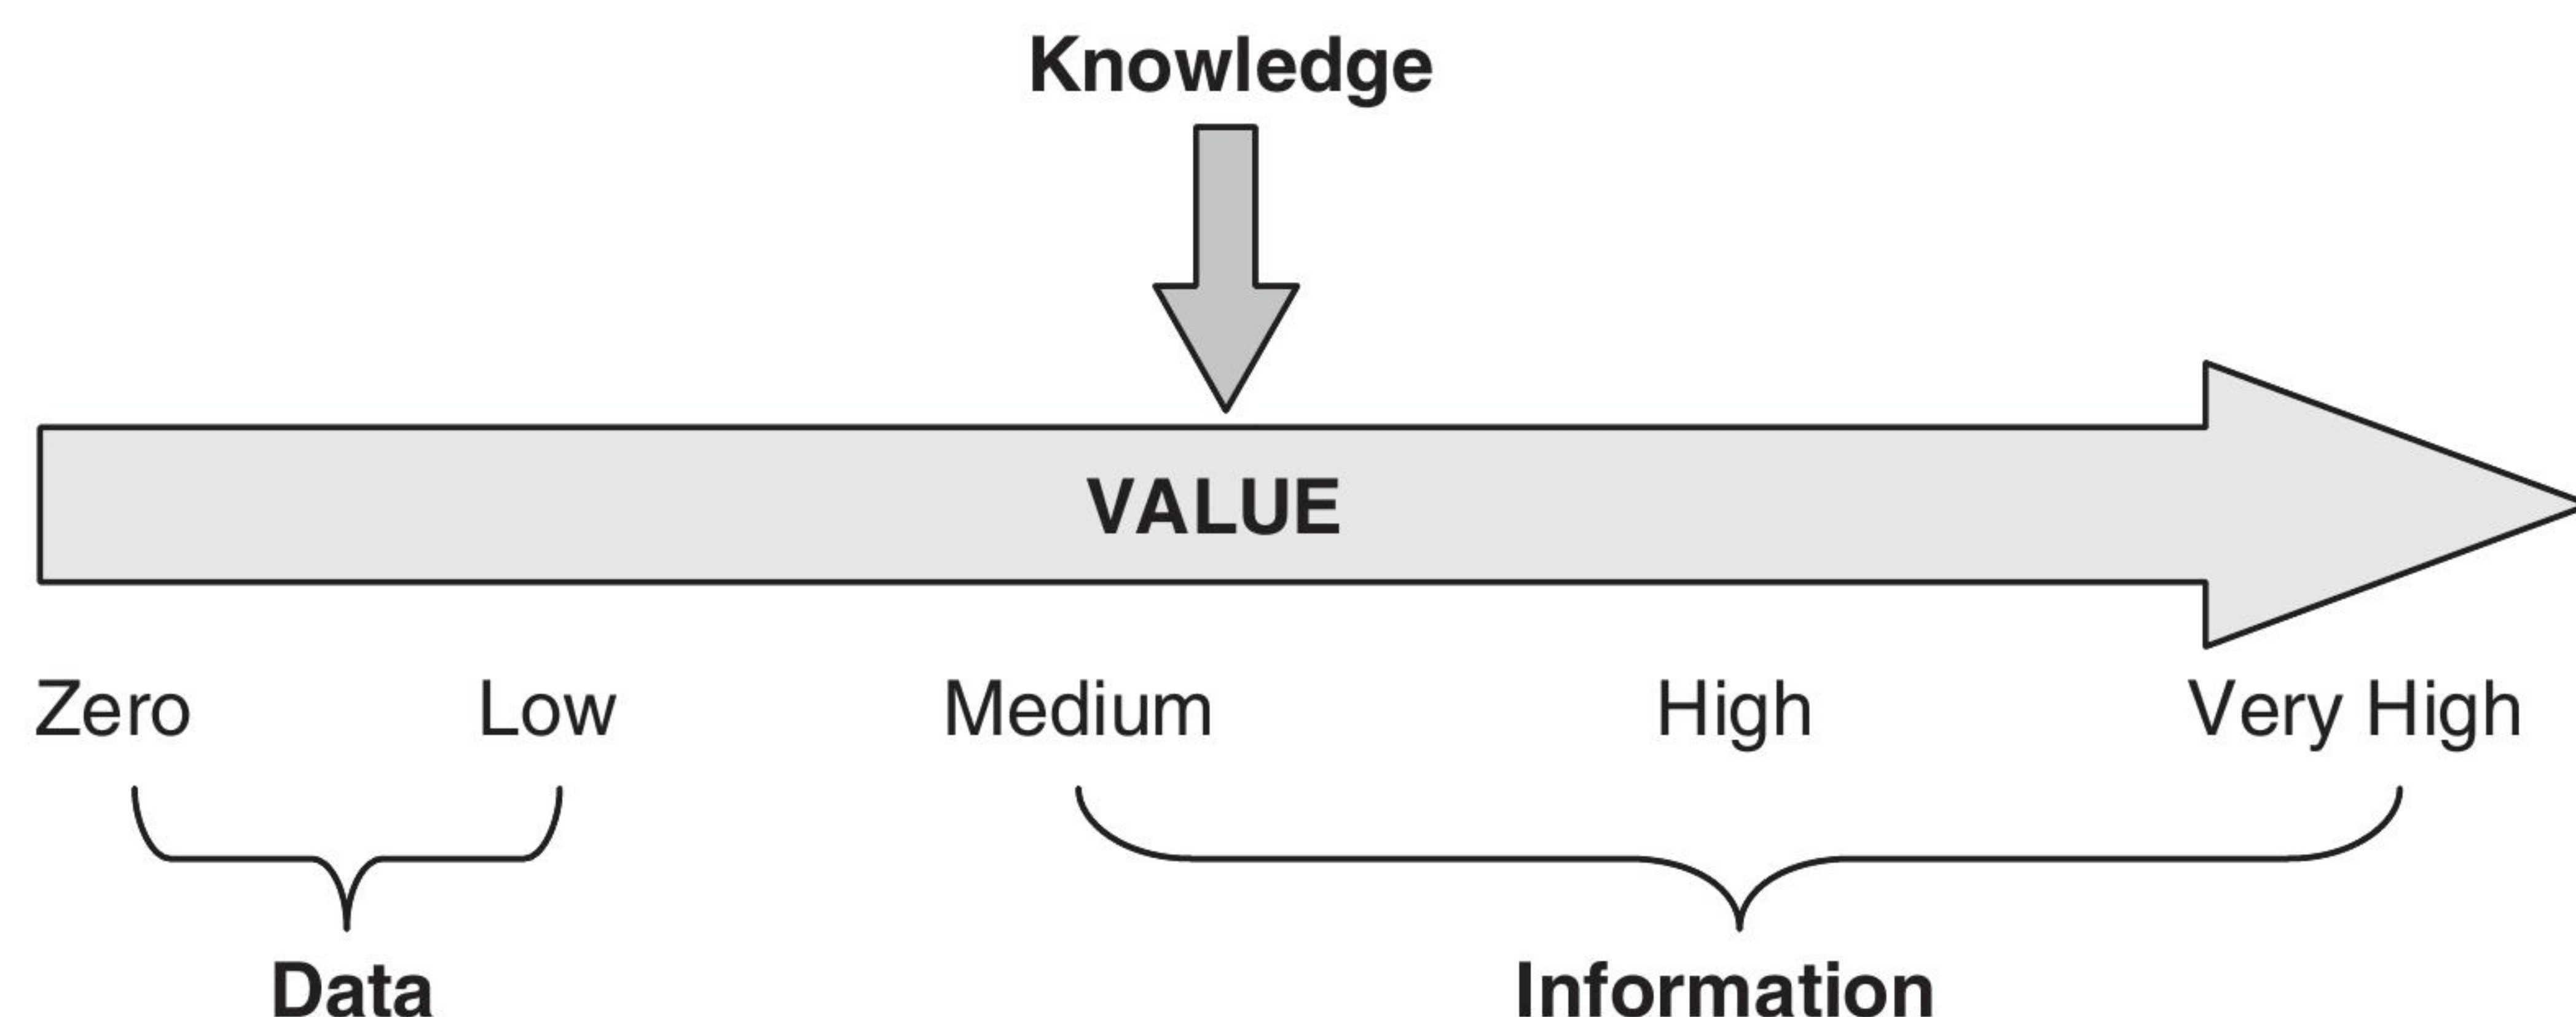 Knowledge
VALUE
Zero Low Medium High Very High
Data Information